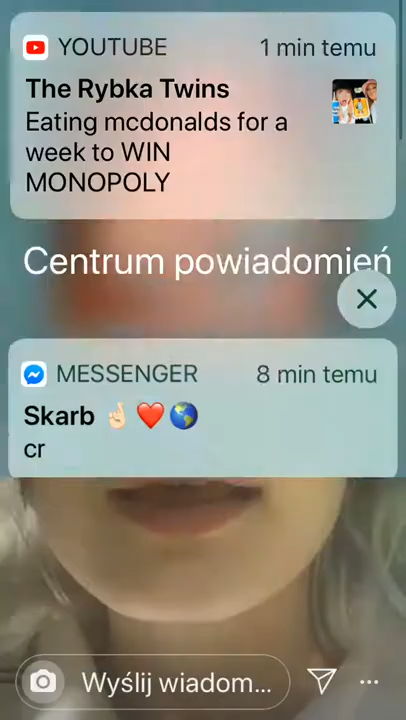 YOUTUBE 1 min temu
The Rybka Twins
Eating mcdonalds for a
week to WIN
MONOPOLY
Centrum powiadomień
MESSENGER 8 min temu
Skarb 🤞🏻❤️🌎
cr
Wyślij wiadom...